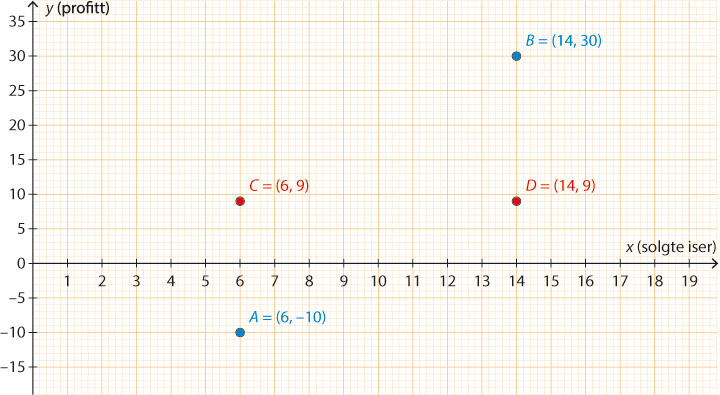 y (profitt)
35
30
25
20
15
10
5
0
–5
–10
–15
B = (14, 30)
C = (6, 9)
D = (14, 9)
x (solgte iser)
1 2 3 4 5 6 7 8 9 10 11 12 13 14 15 16 17 18 19
A = (6, –10)